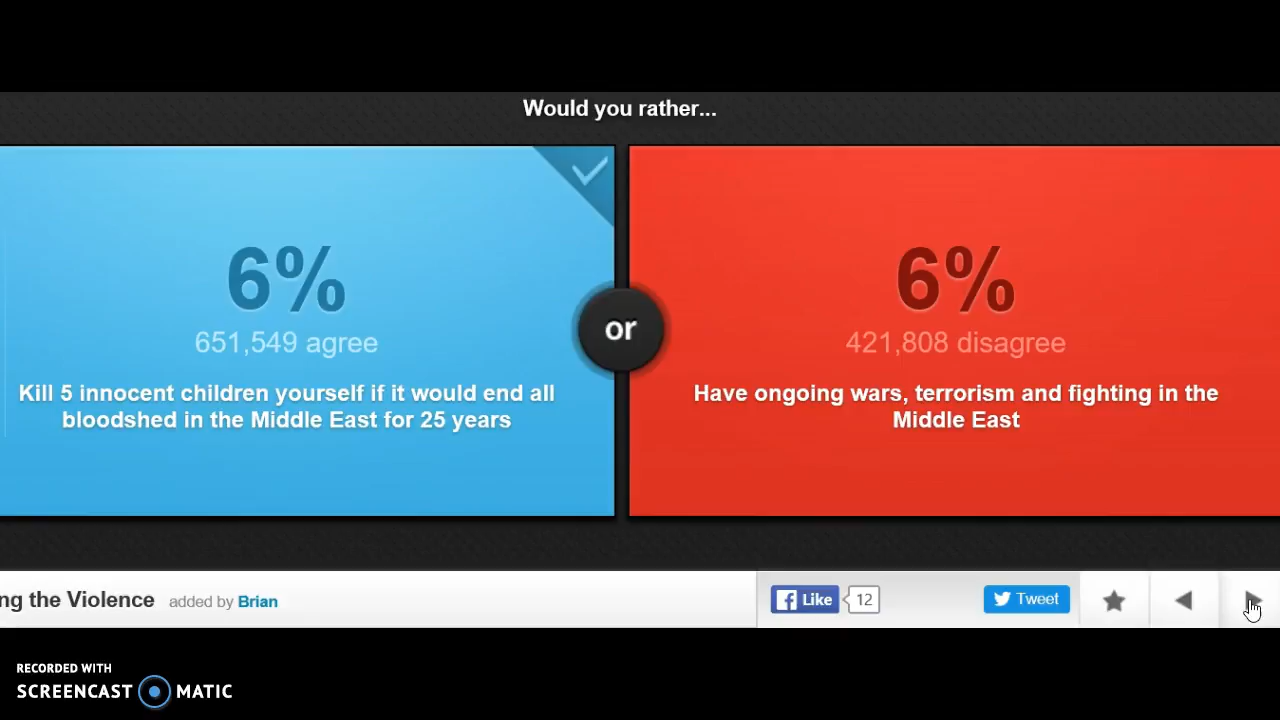 Would you rather...
6%
651,549 agree
Kill 5 innocent children yourself if it would end all
bloodshed in the Middle East for 25 years
or
6%
421,808 disagree
Have ongoing wars, terrorism and fighting in the
Middle East
ng the Violence added by Brian
Like 12
Tweet
RECORDED WITH
SCREENCAST MATIC